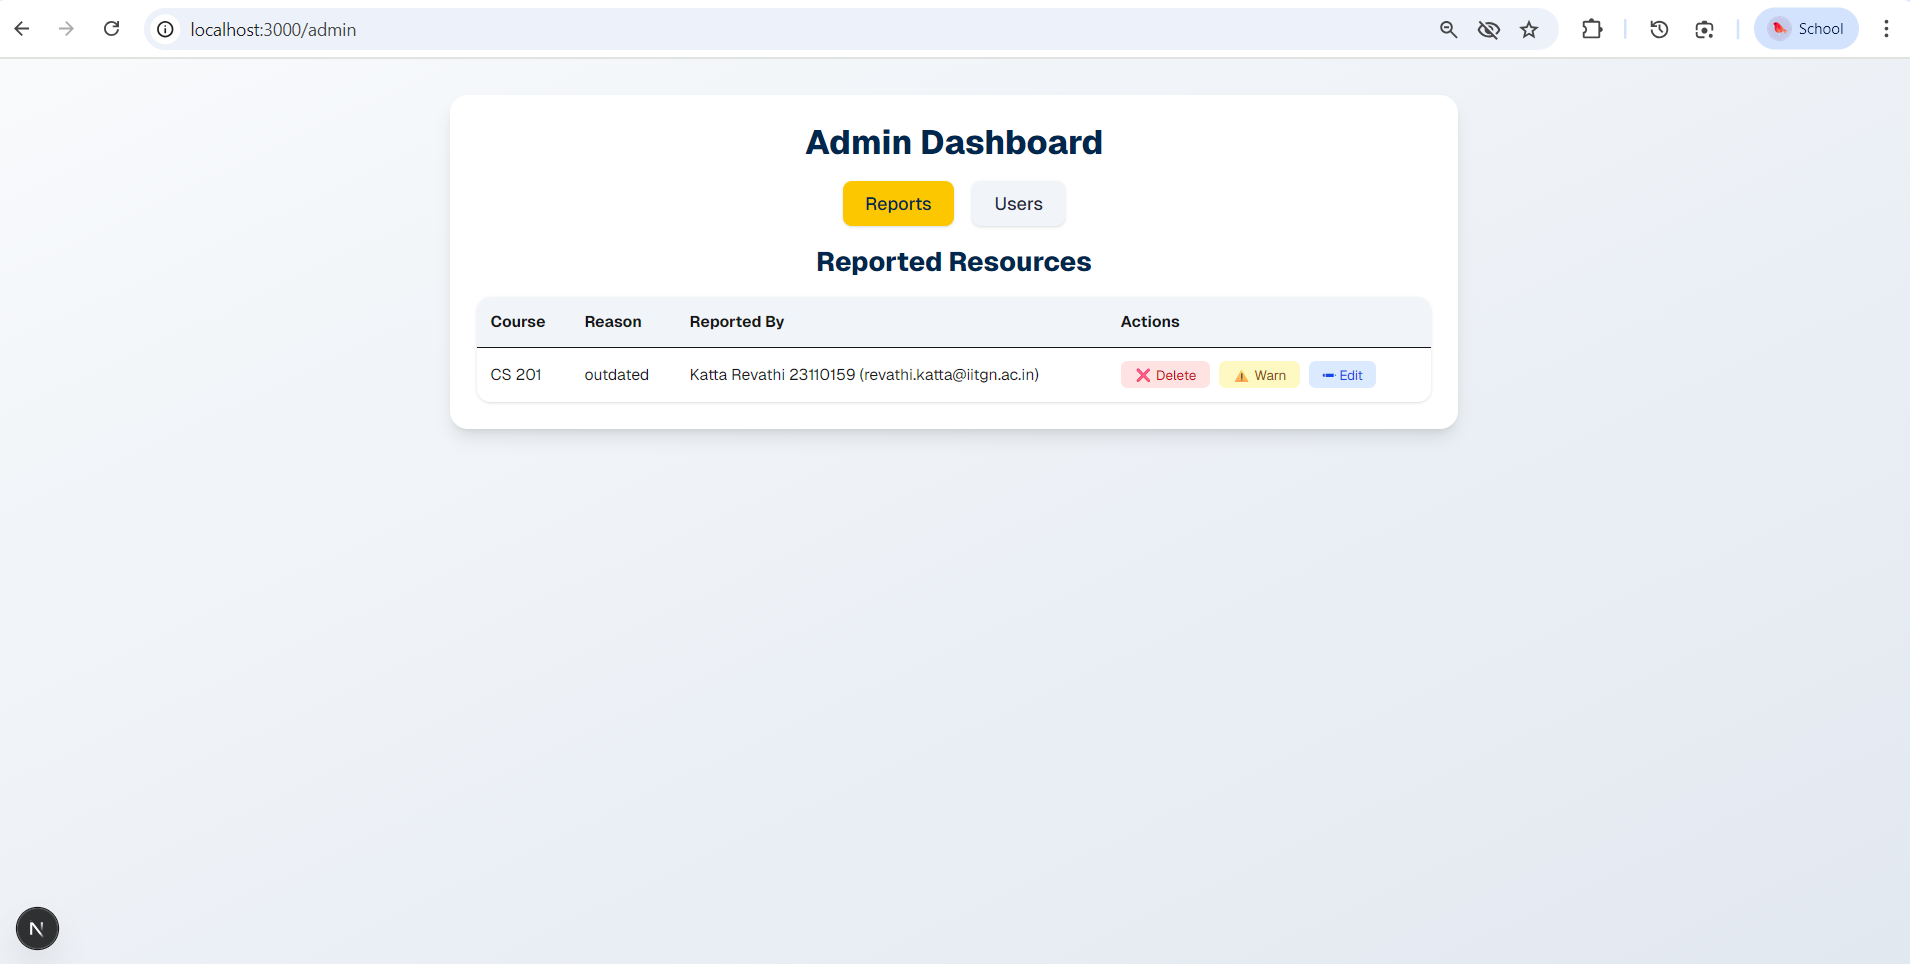 localhost:3000/admin
School
Admin Dashboard
Reports Users
Reported Resources
Course Reason Reported By Actions
CS 201 outdated Katta Revathi 23110159 (revathi.katta@iitgn.ac.in) ❌ Delete ⚠️ Warn Edit
N